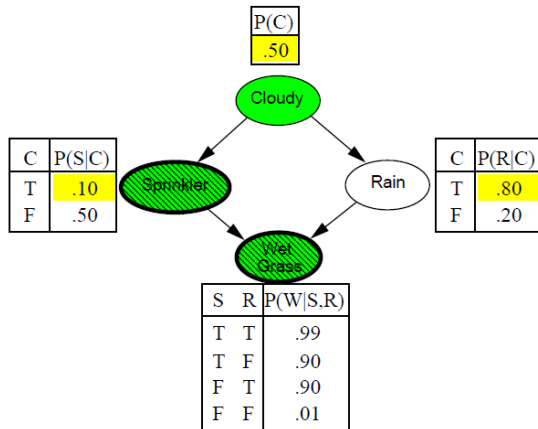 P(C)
.50
Cloudy
C P(S|C)
T .10
F .50
Sprinkler
Rain
C P(R|C)
T .80
F .20
Wet
Grass
S R P(W|S,R)
T T .99
T F .90
F T .90
F F .01